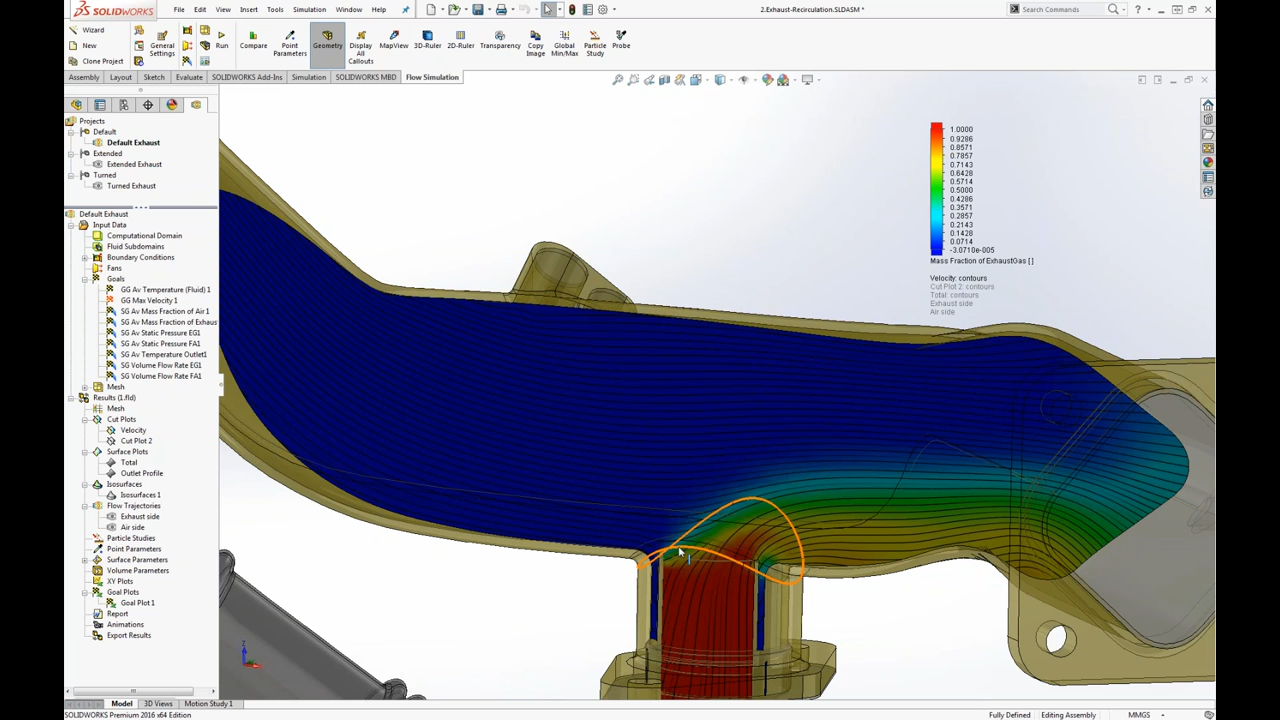 SOLIDWORKS
File Edit View Insert Tools Simulation Window Help
2.Exhaust-Recirculation.SLDASM *
Search Commands
Wizard
New
Clone Project
General Settings
Run
Compare
Point Parameters
Geometry
Display All Callouts
MapView
3D-Ruler
2D-Ruler
Transparency
Copy Image
Global Min/Max
Particle Study
Probe
Assembly Layout Sketch Evaluate SOLIDWORKS Add-Ins Simulation SOLIDWORKS MBD Flow Simulation
Projects
Default
Default Exhaust
Extended
Extended Exhaust
Turned
Turned Exhaust
Default Exhaust
Input Data
Computational Domain
Fluid Subdomains
Boundary Conditions
Fans
Goals
GG Av Temperature (Fluid) 1
GG Max Velocity 1
SG Av Mass Fraction of Air 1
SG Av Mass Fraction of Exhaus
SG Av Static Pressure EG1
SG Av Static Pressure FA1
SG Av Temperature Outlet1
SG Volume Flow Rate EG1
SG Volume Flow Rate FA1
Mesh
Results (1.fld)
Mesh
Cut Plots
Velocity
Cut Plot 2
Surface Plots
Total
Outlet Profile
Isosurfaces
Isosurfaces 1
Flow Trajectories
Exhaust side
Air side
Particle Studies
Point Parameters
Surface Parameters
Volume Parameters
XY Plots
Goal Plots
Goal Plot 1
Report
Animations
Export Results
1.0000
0.9286
0.8571
0.7857
0.7143
0.6428
0.5714
0.5000
0.4286
0.3571
0.2857
0.2143
0.1428
0.0714
-3.0710e-005
Mass Fraction of ExhaustGas [ ]
Velocity: contours
Cut Plot 2: contours
Total: contours
Exhaust side
Air side
Model 3D Views Motion Study 1
SOLIDWORKS Premium 2016 x64 Edition
Fully Defined Editing Assembly MMGS